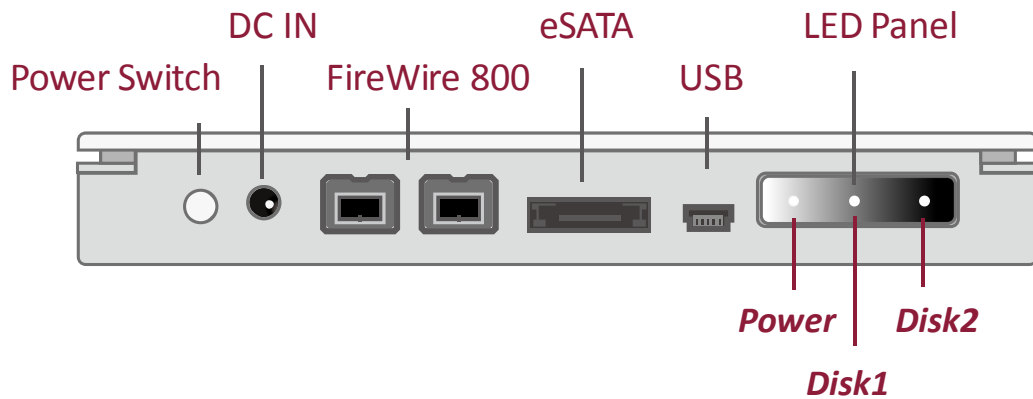 DC IN
eSATA
LED Panel
Power Switch
FireWire 800
USB
Power
Disk2
Disk1